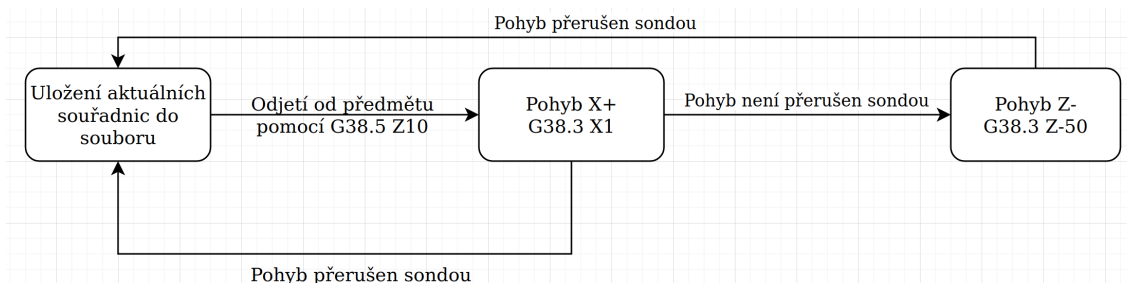 Pohyb přerušen sondou
Uložení aktuálních
souřadnic do
souboru
Odjetí od předmětu
pomocí G38.5 Z10
Pohyb X+
G38.3 X1
Pohyb není přerušen sondou
Pohyb Z-
G38.3 Z-50
Pohyb přerušen sondou